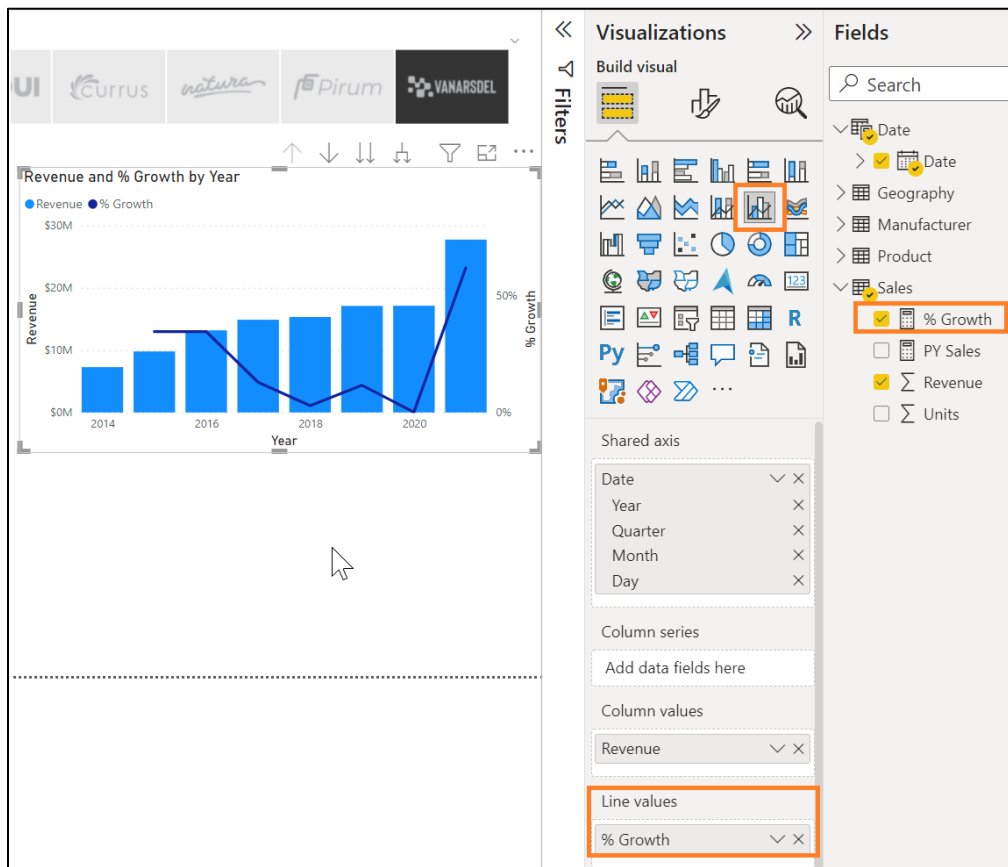 UI
Currus
natura
Pirum
VANARSDEL
Revenue and % Growth by Year
Revenue % Growth
$30M
$20M
$10M
$0M
Revenue
50%
0%
% Growth
2014 2016 2018 2020
Year
Filters
Visualizations
Build visual
123
R
Py
Shared axis
Date
Year
Quarter
Month
Day
Column series
Add data fields here
Column values
Revenue
Line values
% Growth
Fields
Search
Date
Date
Geography
Manufacturer
Product
Sales
% Growth
PY Sales
Revenue
Units